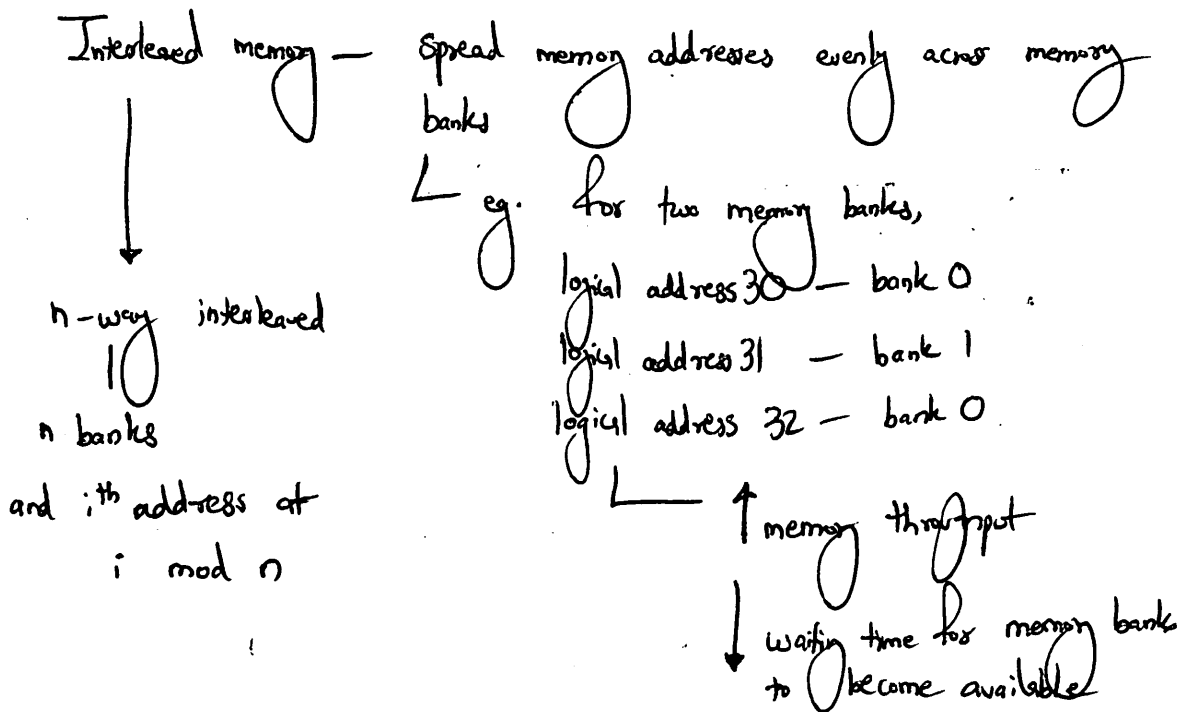 Interleaved memory — Spread memory addresses evenly across memory
banks
eg. for two memory banks,
logical address 30 — bank 0
logical address 31 — bank 1
logical address 32 — bank 0
↑ memory throughput
↓ waiting time for memory banks
to become available
n-way interleaved
n banks
and ith address at
i mod n